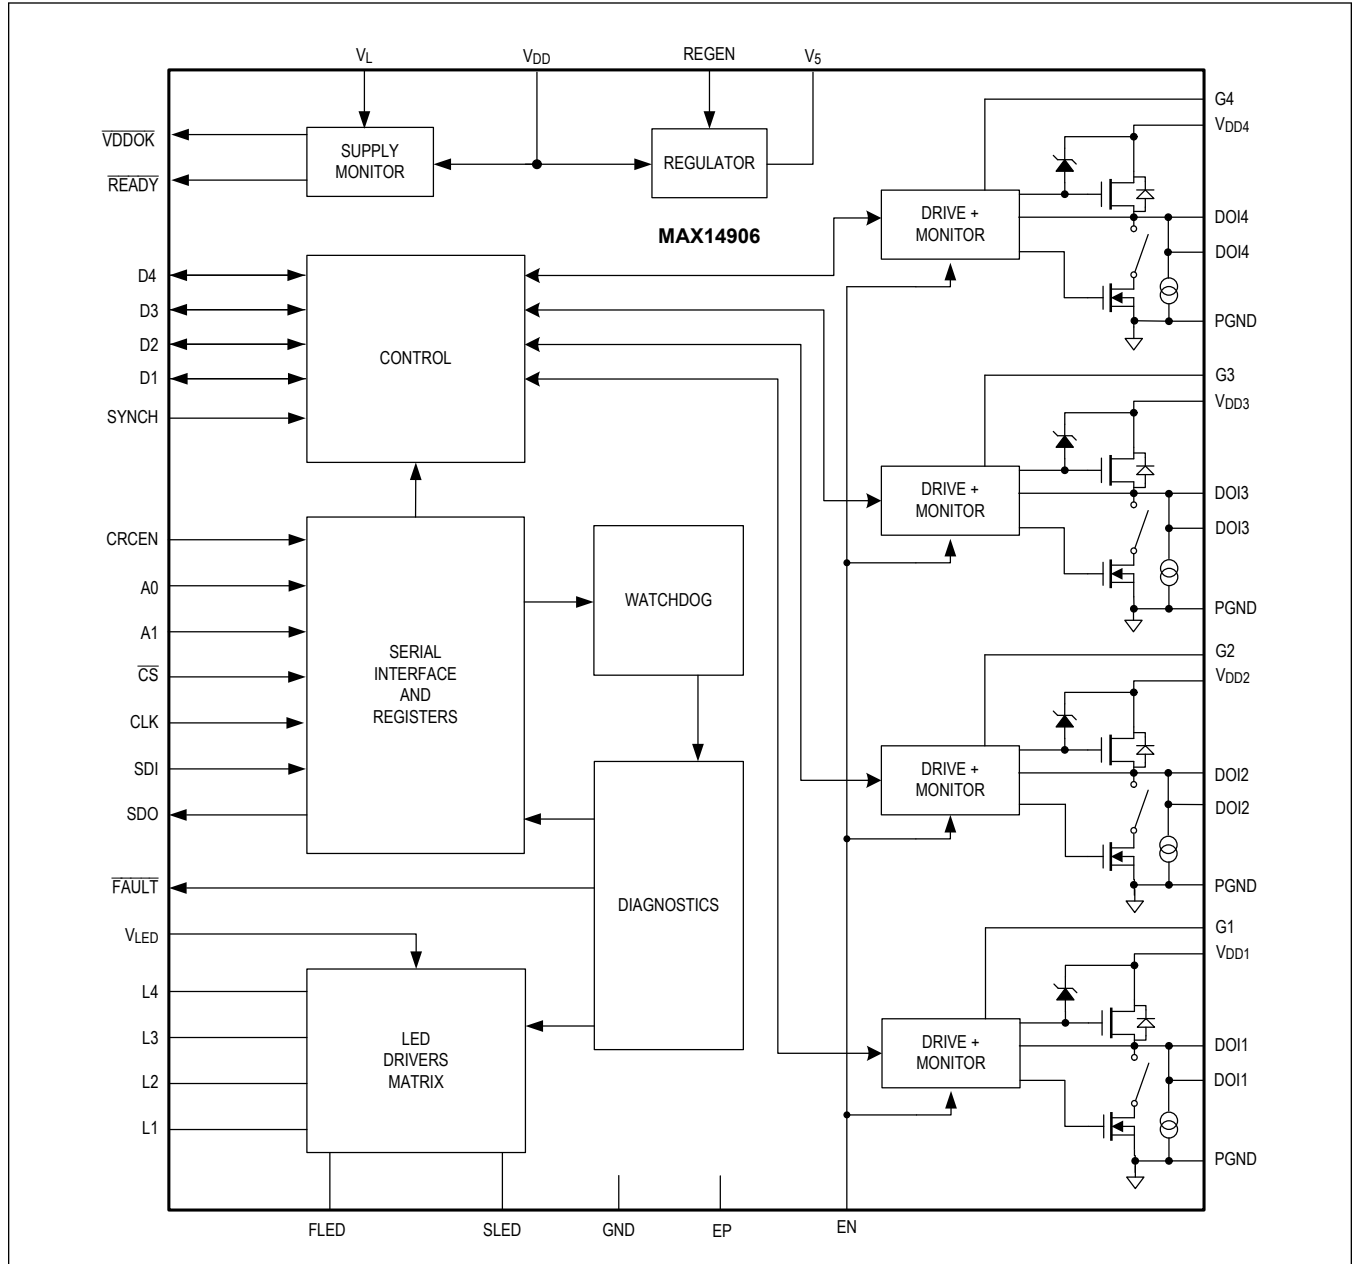 VL
VDD
REGEN
V5
VDDOK
READY
SUPPLY
MONITOR
REGULATOR
MAX14906
D4
D3
D2
D1
SYNCH
CONTROL
CRCEN
A0
A1
CS
CLK
SDI
SDO
SERIAL
INTERFACE
AND
REGISTERS
WATCHDOG
DIAGNOSTICS
FAULT
VLED
L4
L3
L2
L1
LED
DRIVERS
MATRIX
FLED
SLED
GND
EP
EN
G4
VDD4
DRIVE +
MONITOR
DOI4
DOI4
PGND
G3
VDD3
DRIVE +
MONITOR
DOI3
DOI3
PGND
G2
VDD2
DRIVE +
MONITOR
DOI2
DOI2
PGND
G1
VDD1
DRIVE +
MONITOR
DOI1
DOI1
PGND